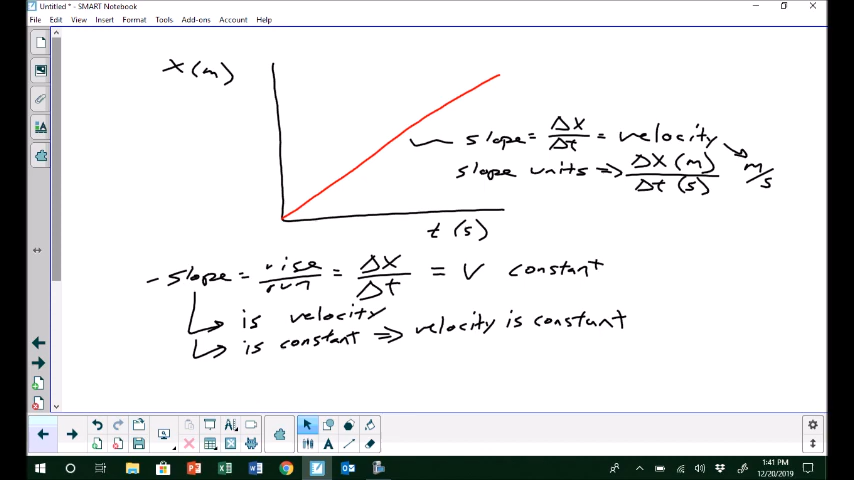 Untitled * - SMART Notebook
File Edit View Insert Format Tools Add-ons Account Help
X (m)
slope = ΔX/Δt = velocity
slope units => ΔX (m)/Δt (s)
m/s
t (s)
- slope = rise/run = ΔX/Δt = V constant
is velocity
is constant => velocity is constant
1:41 PM
12/20/2019